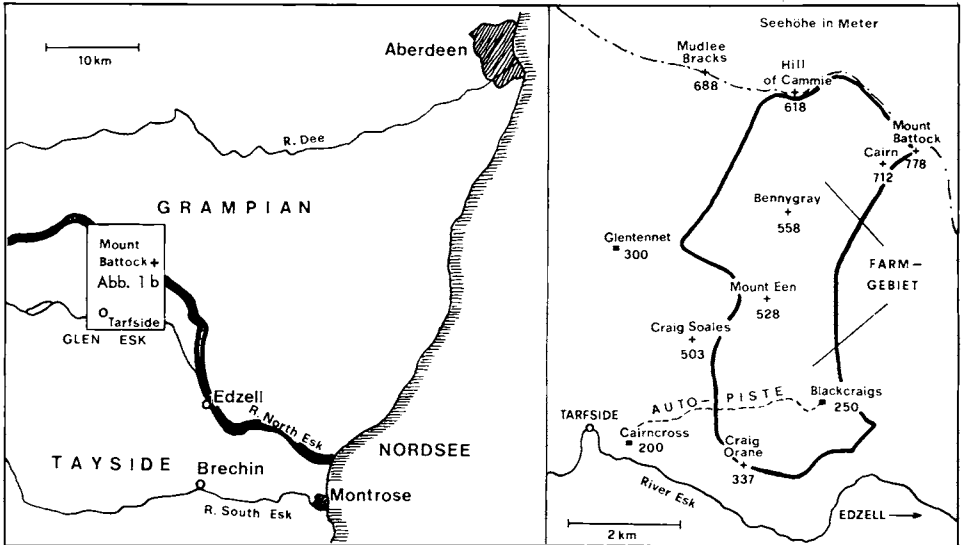 Aberdeen
10 km
R. Dee
GRAMPIAN
Mount
Battock
Abb. 1b
Tarfside
GLEN ESK
Edzell
R. North Esk
NORDSEE
TAYSIDE
Brechin
Montrose
R. South Esk
Seehöhe in Meter
Mudlee
Bracks
688
Hill
of Cammie
618
Mount
Battock
778
Cairn
712
Bennygray
558
Glentennet
300
FARM-
GEBIET
Mount Een
528
Craig Soales
503
AUTO-PISTE
Blackcraigs
250
TARFSIDE
Cairncross
200
Craig
Orane
337
River Esk
EDZELL
2 km